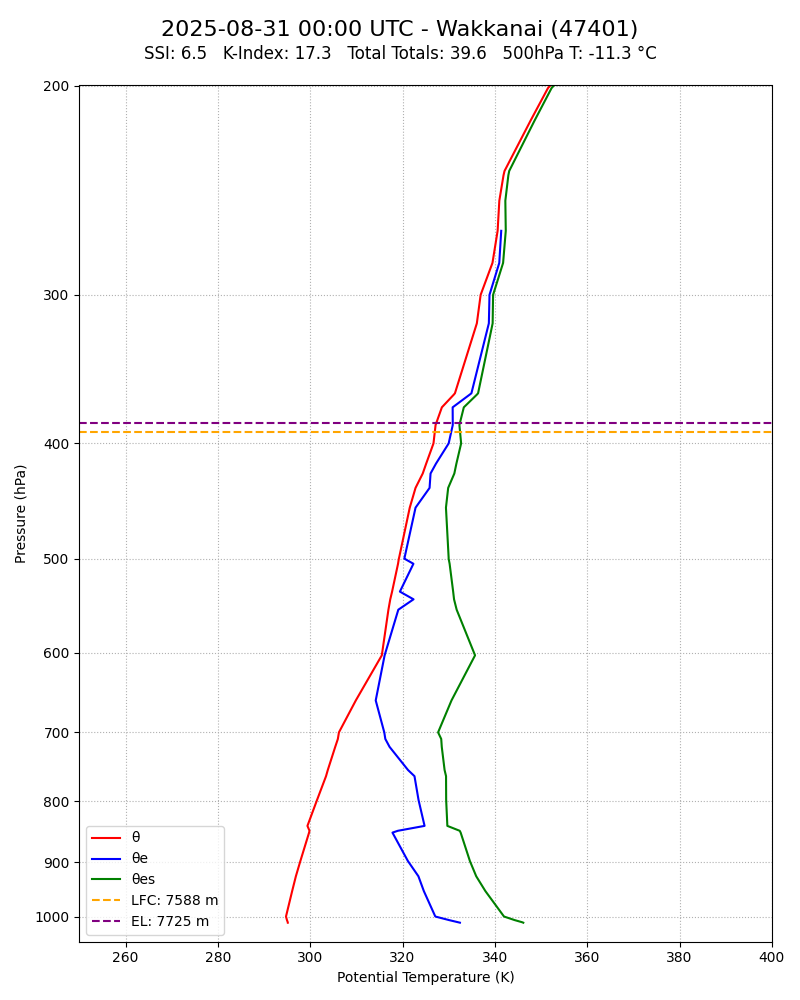 2025-08-31 00:00 UTC - Wakkanai (47401)
SSI: 6.5 K-Index: 17.3 Total Totals: 39.6 500hPa T: -11.3 °C
200
300
400
500
600
700
800
900
1000
Pressure (hPa)
θ
θe
θes
LFC: 7588 m
EL: 7725 m
260 280 300 320 340 360 380 400
Potential Temperature (K)